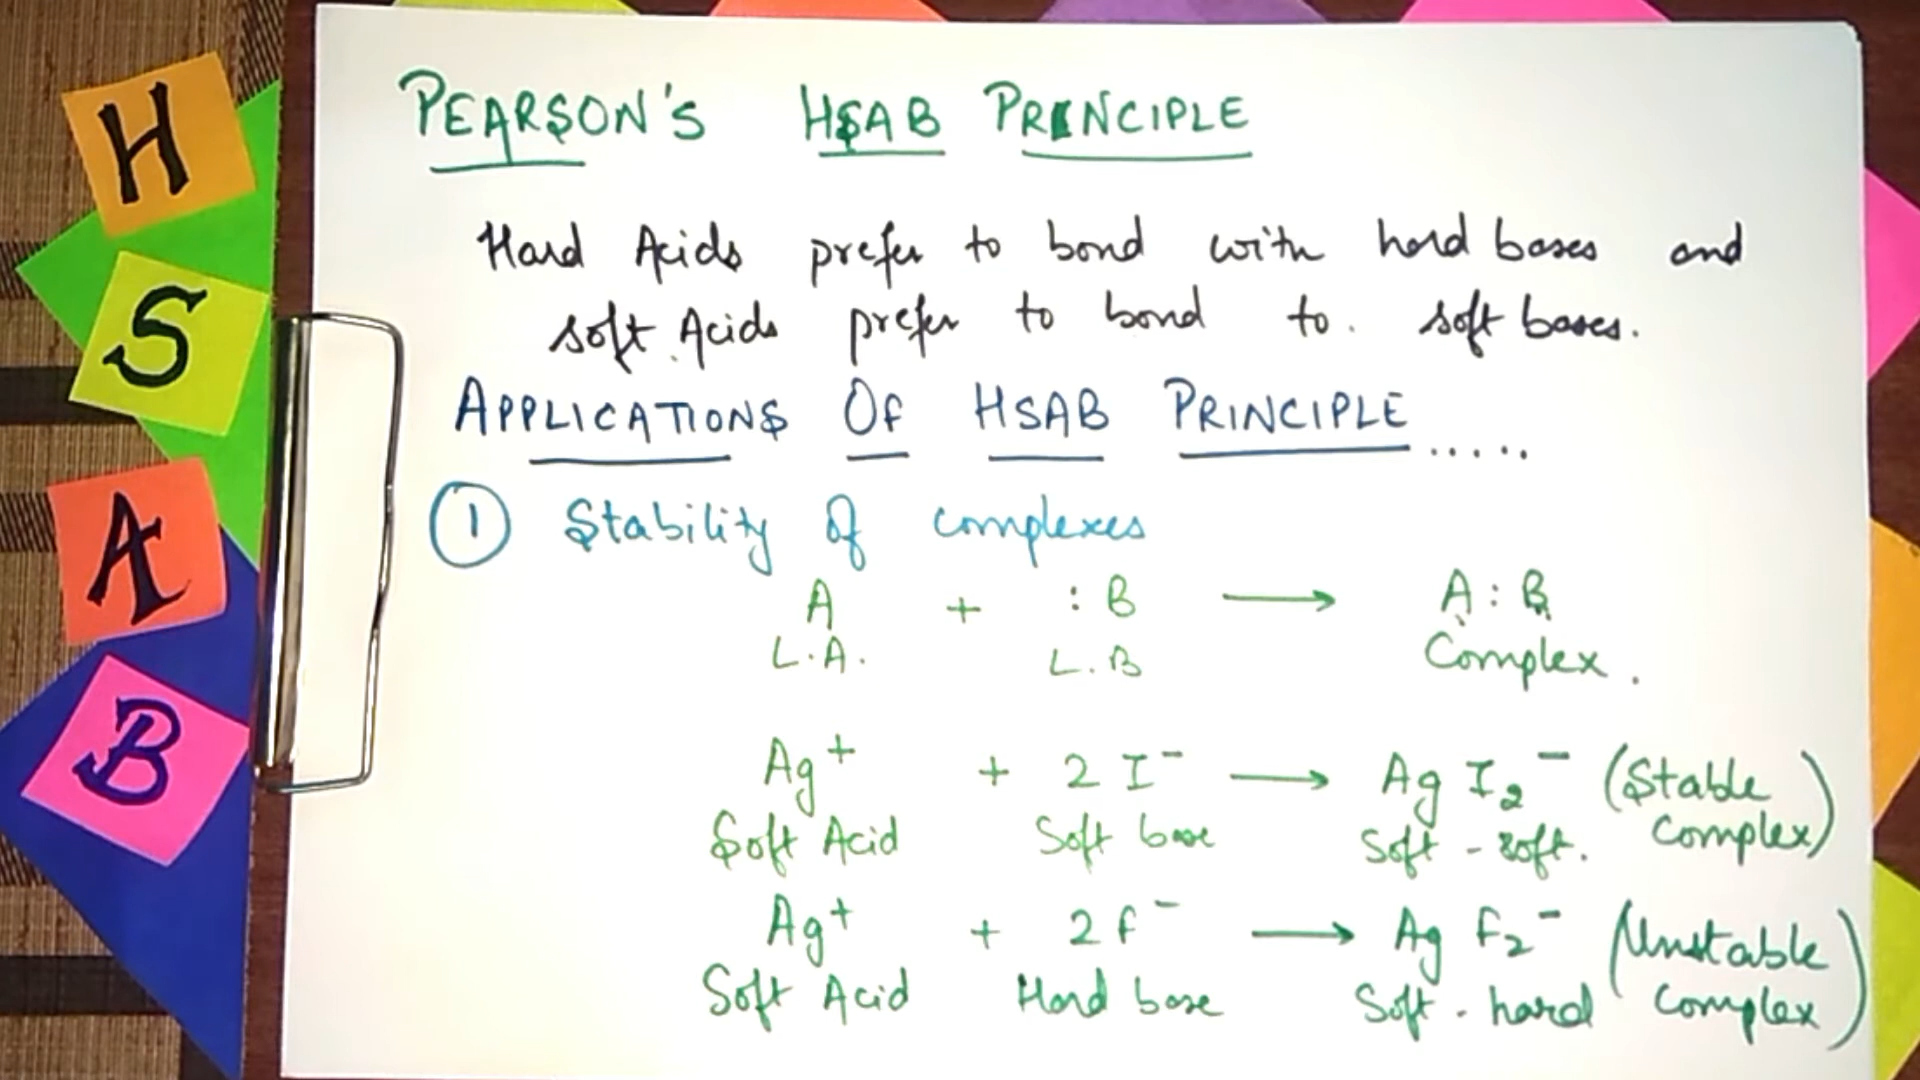 H
S
A
B
PEARSON'S HSAB PRINCIPLE
Hard Acids prefer to bond with hard bases and
soft Acids prefer to bond to. soft bases.
APPLICATIONS OF HSAB PRINCIPLE.....
① Stability of complexes
A + :B ⟶ A:B
L.A. L.B Complex.
Ag⁺ + 2I⁻ ⟶ AgI₂⁻ (Stable
Soft Acid Soft base Soft - soft. complex)
Ag⁺ + 2F⁻ ⟶ AgF₂⁻ (Unstable
Soft Acid Hard base Soft - hard complex)